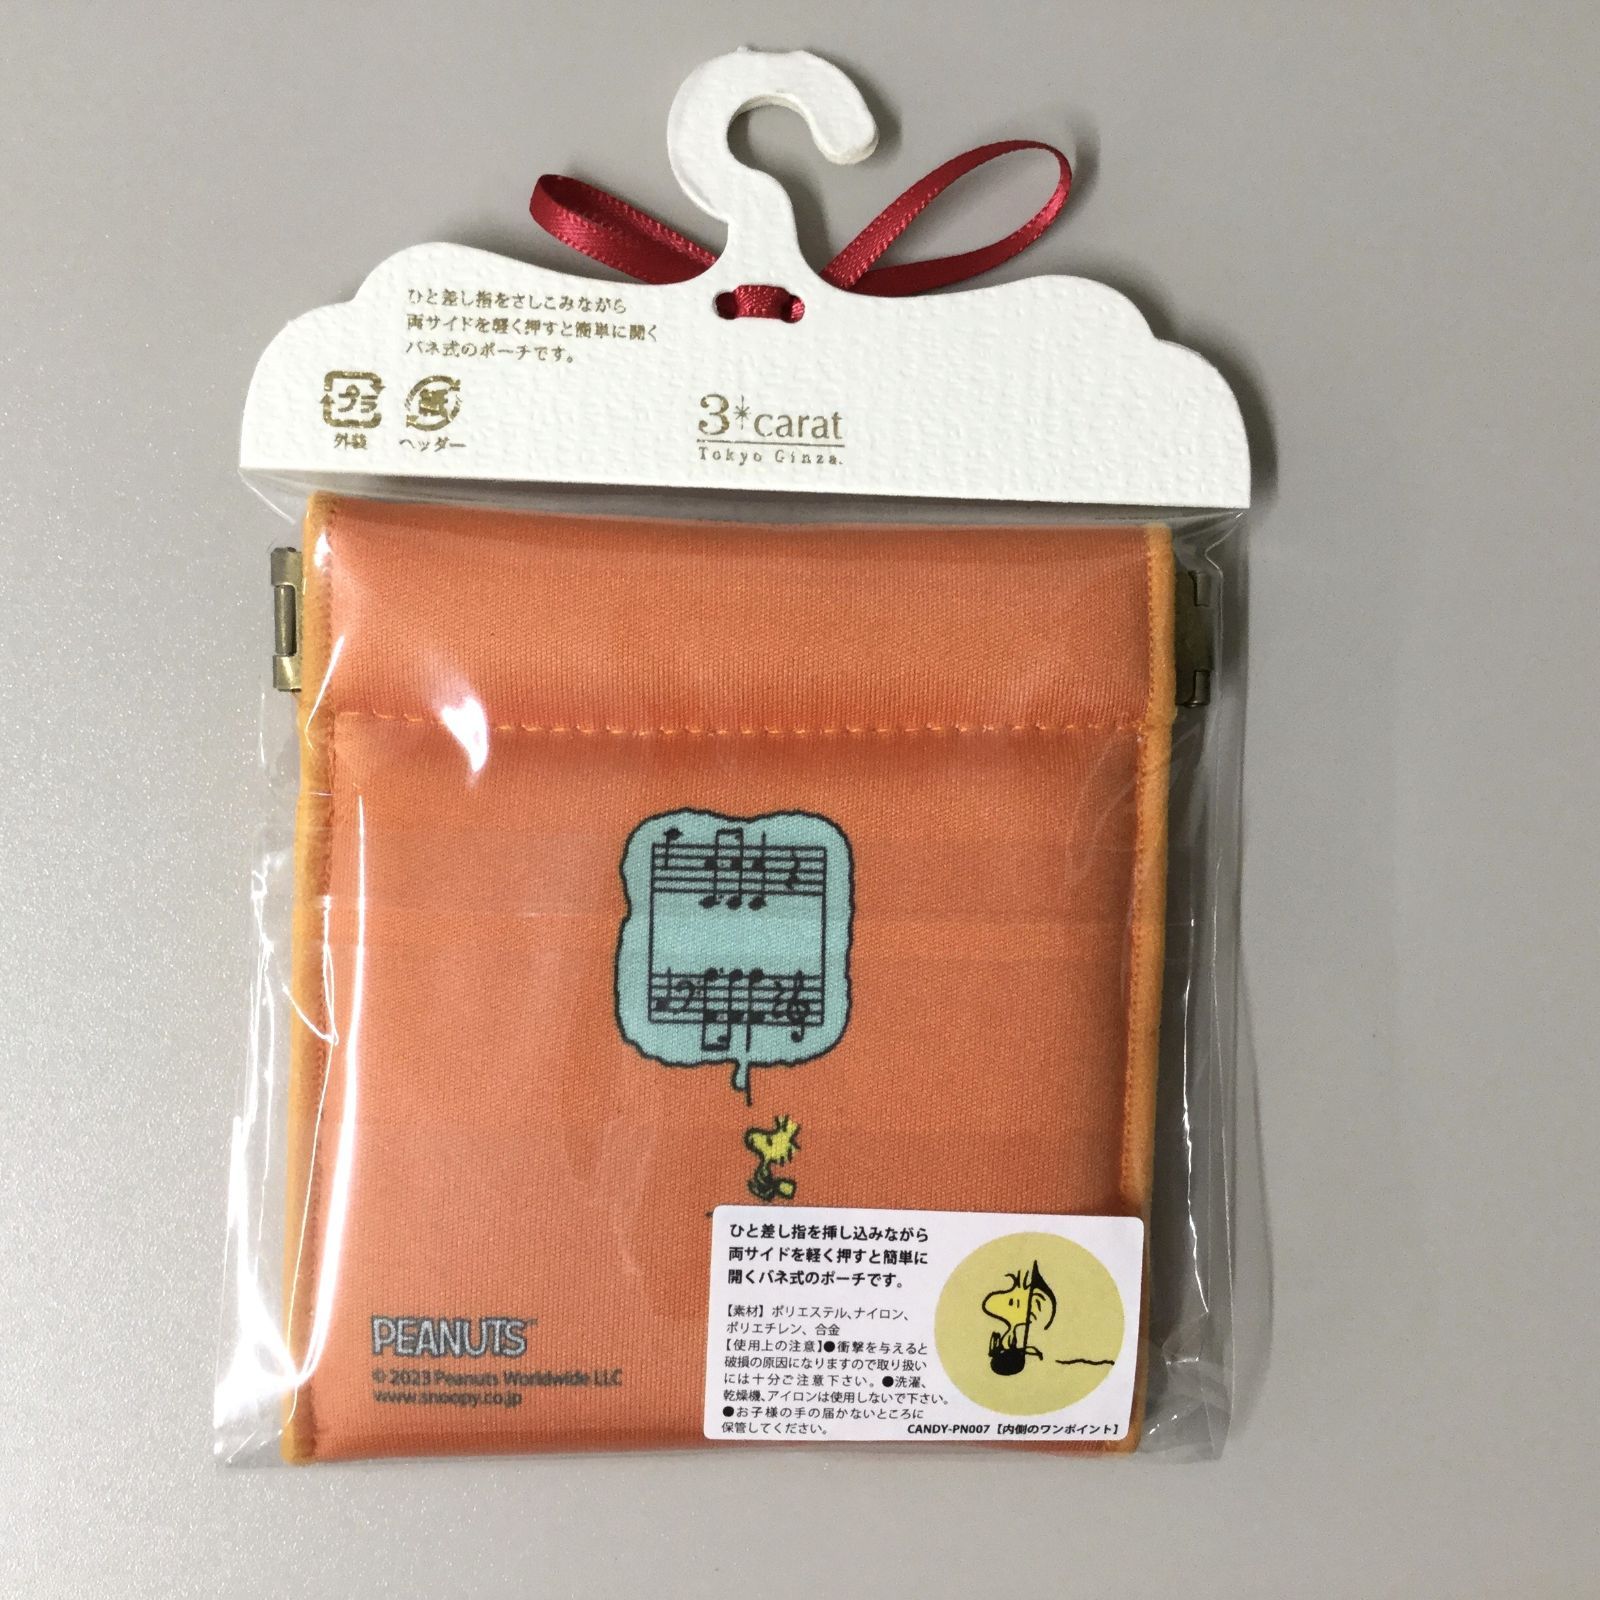 ひと差し指をさしこみながら
両サイドを軽く押すと簡単に開く
バネ式のポーチです。
プラ
外袋
紙
ヘッダー
3*carat
Tokyo Ginza.
ひと差し指を挿し込みながら
両サイドを軽く押すと簡単に
開くバネ式のポーチです。
【素材】ポリエステル、ナイロン、
ポリエチレン、合金
【使用上の注意】●衝撃を与えると
破損の原因になりますので取り扱い
には十分ご注意下さい。●洗濯、
乾燥機、アイロンは使用しないで下さい。
●お子様の手の届かないところに
保管してください。
CANDY-PN007【内側のワンポイント】
PEANUTS™
© 2023 Peanuts Worldwide LLC
www.snoopy.co.jp